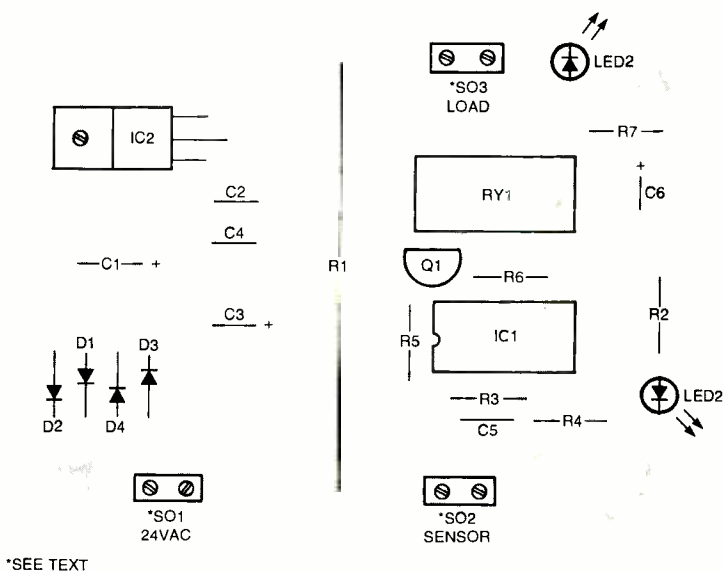 LED2
*SO3
LOAD
IC2
R7
RY1
C6
+
C2
C4
C1 +
R1
Q1
R6
C3 +
R5
IC1
R2
D1
D3
D2
D4
R3
LED2
C5
R4
*SO1
24VAC
*SO2
SENSOR
*SEE TEXT